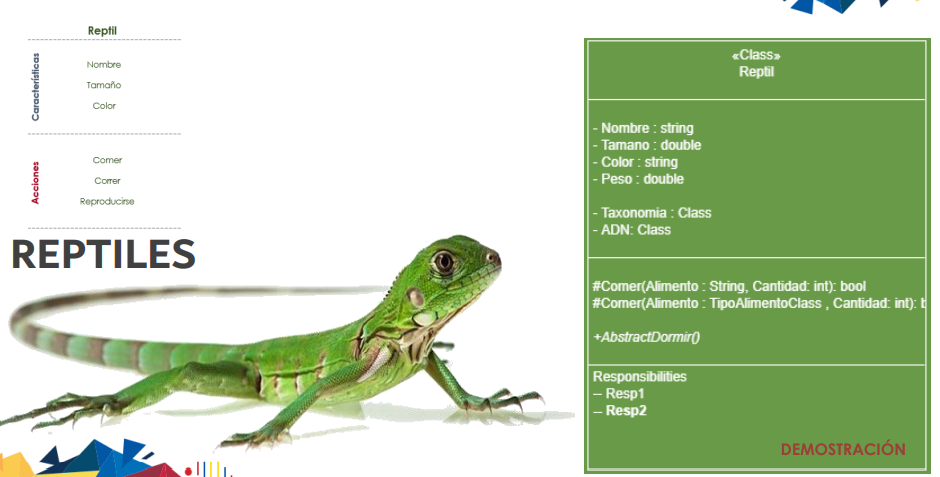 Reptil
Características
Nombre
Tamaño
Color
Acciones
Comer
Correr
Reproducirse
REPTILES
«Class»
Reptil
- Nombre : string
- Tamano : double
- Color : string
- Peso : double
- Taxonomia : Class
- ADN: Class
#Comer(Alimento : String, Cantidad: int): bool
#Comer(Alimento : TipoAlimentoClass , Cantidad: int): b
+AbstractDormir()
Responsibilities
-- Resp1
-- Resp2
DEMOSTRACIÓN